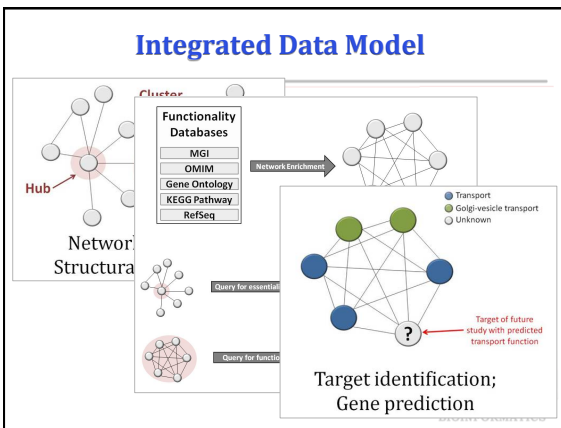 Integrated Data Model
Cluster
Hub
Structura
Functionality
Databases
MGI
OMIM
Gene Ontology
KEGG Pathway
RefSeq
Network Enrichment
Query for essentiali
Query for functio
Transport
Golgi-vesicle transport
Unknown
?
Target of future
study with predicted
transport function
Target identification;
Gene prediction